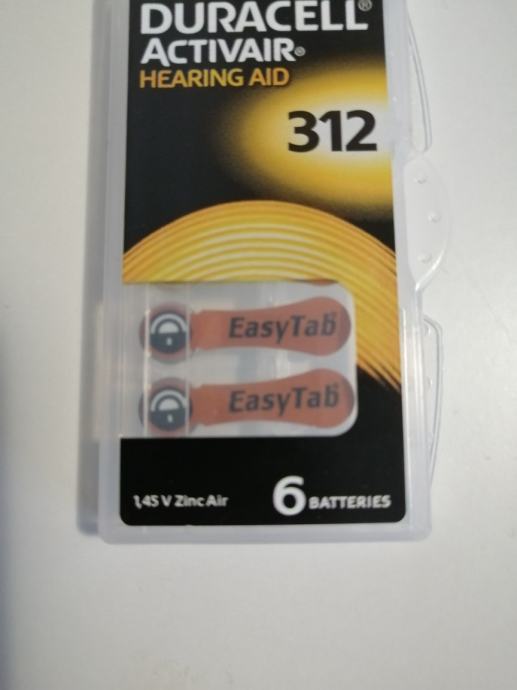 DURACELL®
ACTIVAIR®
HEARING AID
312
EasyTab
EasyTab
1,45 V Zinc Air
6 BATTERIES